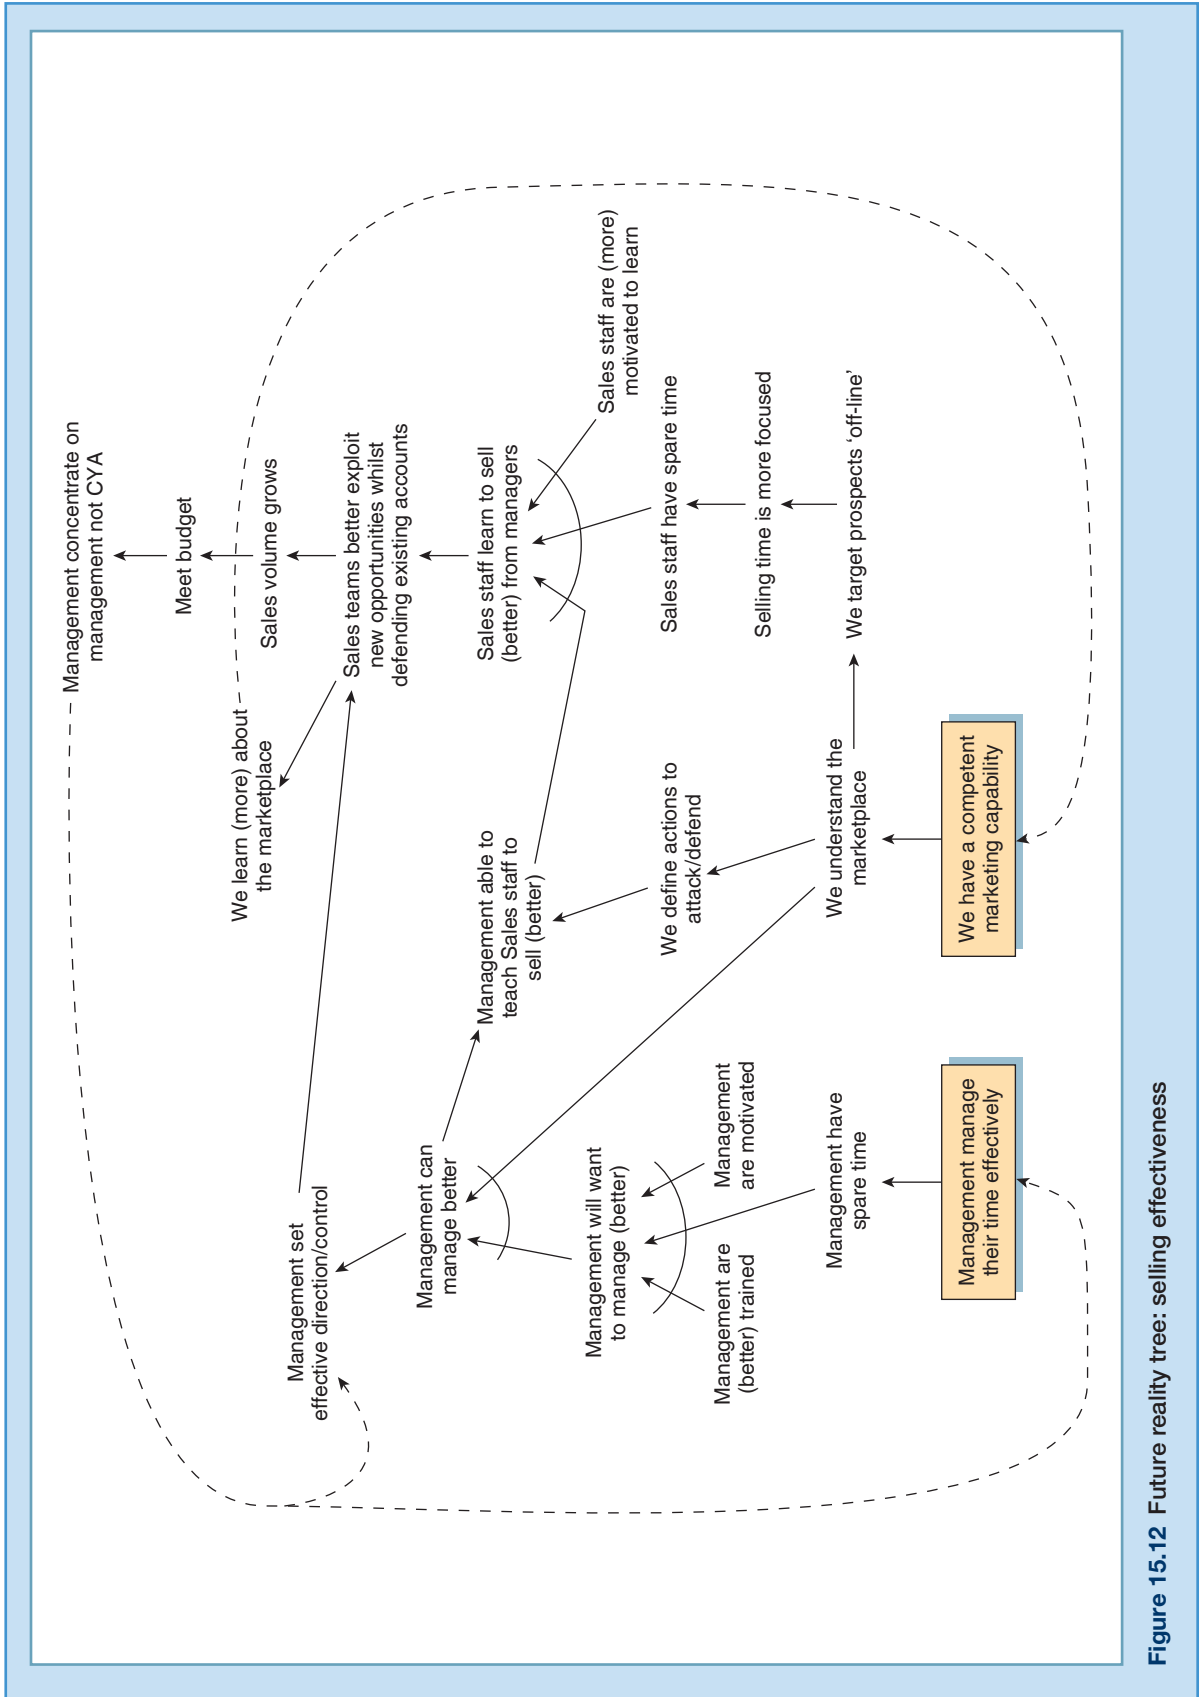 Management concentrate on
management not CYA
Meet budget
We learn (more) about
the marketplace
Sales volume grows
Management set
effective direction/control
Sales teams better exploit
new opportunities whilst
defending existing accounts
Management can
manage better
Management able to
teach Sales staff to
sell (better)
Sales staff learn to sell
(better) from managers
Management will want
to manage (better)
Sales staff are (more)
motivated to learn
We define actions to
attack/defend
Sales staff have spare time
Management are
(better) trained
Management
are motivated
Selling time is more focused
Management have
spare time
We understand the
marketplace
We target prospects ‘off-line’
Management manage
their time effectively
We have a competent
marketing capability
Figure 15.12 Future reality tree: selling effectiveness